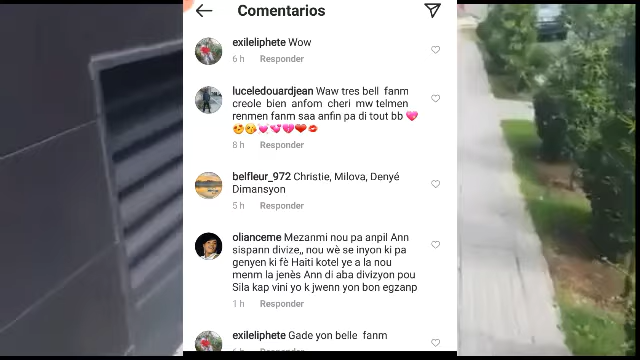 Comentarios
exileliphete Wow
6 h Responder
luceledouardjean Waw tres bell fanm
creole bien anfom cheri mw telmen
renmen fanm saa anfin pa di tout bb 💗
😍🥰💓💕💔❤️💋
8 h Responder
belfleur_972 Christie, Milova, Denyé
Dimansyon
5 h Responder
olianceme Mezanmi nou pa anpil Ann
sispann divize,, nou wè se inyon ki pa
genyen ki fè Haiti kotel ye a la nou
menm la jenès Ann di aba divizyon pou
Sila kap vini yo k jwenn yon bon egzanp
1 h Responder
exileliphete Gade yon belle fanm
6 h Responder